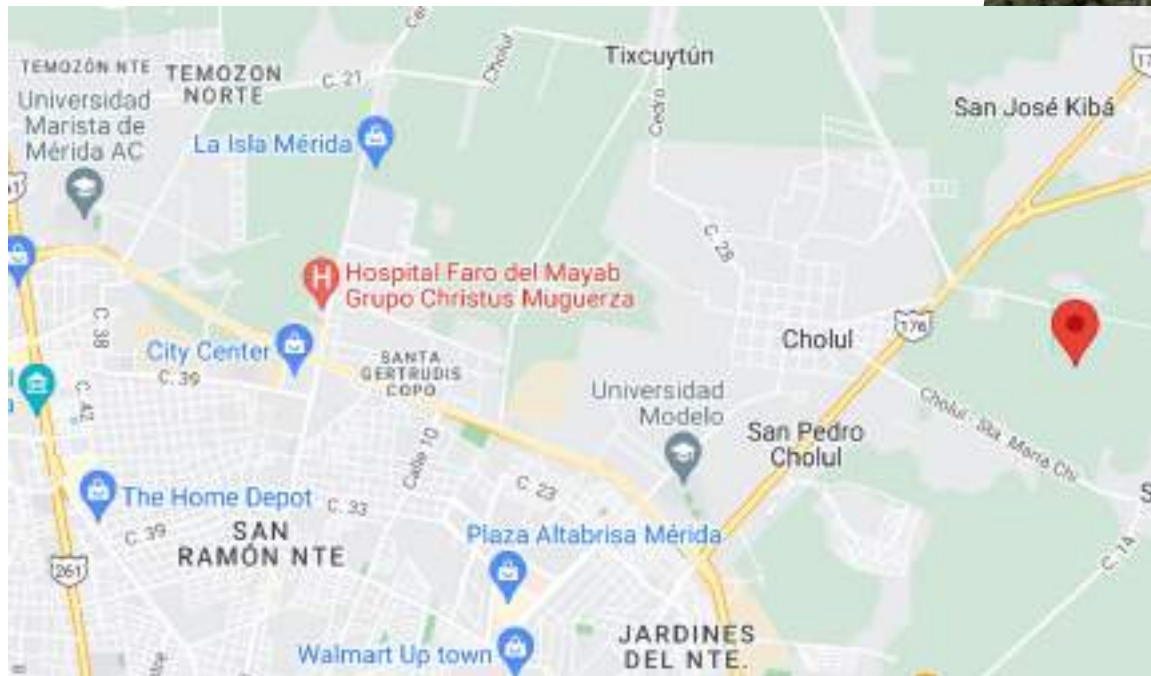 TEMOZÓN NTE
TEMOZON
NORTE
Universidad
Marista de
Mérida AC
C. 21
Cholul
Tixcuytún
Cedro
San José Kibá
La Isla Mérida
C. 28
Hospital Faro del Mayab
Grupo Christus Muguerza
176
C. 38
City Center
C. 39
SANTA
GERTRUDIS
COPO
Cholul
Universidad
Modelo
C. 42
San Pedro
Cholul
Cholul - Sta. María Chi
Calle 10
The Home Depot
C. 33
C. 23
C. 39
SAN
RAMÓN NTE
Plaza Altabrisa Mérida
261
C. 14
JARDINES
DEL NTE.
Walmart Up town